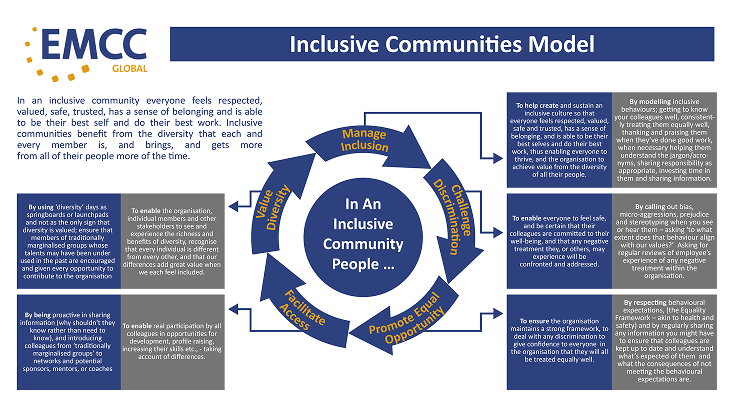 EMCC
GLOBAL
Inclusive Communities Model
In an inclusive community everyone feels respected,
valued, safe, trusted, has a sense of belonging and is able
to be their best self and do their best work. Inclusive
communities benefit from the diversity that each and
every member is, and brings, and gets more
from all of their people more of the time.
By using 'diversity' days as
springboards or launchpads
and not as the only sign that
diversity is valued; ensure that
members of traditionally
marginalised groups whose
talents may have been under
used in the past are encouraged
and given every opportunity to
contribute to the organisation
To enable the organisation,
individual members and other
stakeholders to see and
experience the richness and
benefits of diversity, recognise
that every individual is different
from every other, and that our
differences add great value when
we each feel included.
By being proactive in sharing
information (why shouldn't they
know rather than need to
know), and introducing
colleagues from 'traditionally
marginalised groups' to
networks and potential
sponsors, mentors, or coaches
To enable real participation by all
colleagues in opportunities for
development, profile raising,
increasing their skills etc., - taking
account of differences.
Manage
Inclusion
Challenge
Discrimination
Promote Equal
Opportunity
Facilitate
Access
Value
Diversity
In An
Inclusive
Community
People ...
To help create and sustain an
inclusive culture so that
everyone feels respected, valued,
safe and trusted, has a sense of
belonging, and is able to be their
best selves and do their best
work, thus enabling everyone to
thrive, and the organisation to
achieve value from the diversity
of all their people.
By modelling inclusive
behaviours; getting to know
your colleagues well, consistent-
ly treating them equally well,
thanking and praising them
when they've done good work,
when necessary helping them
understand the jargon/acro-
nyms, sharing responsibility as
appropriate, investing time in
them and sharing information.
To enable everyone to feel safe,
and be certain that their
colleagues are committed to their
well-being, and that any negative
treatment they, or others, may
experience will be
confronted and addressed.
By calling out bias,
micro-aggressions, prejudice
and stereotyping when you see
or hear them – asking 'to what
extent does that behaviour align
with our values?' Asking for
regular reviews of employee's
experience of any negative
treatment within the
organisation.
To ensure the organisation
maintains a strong framework, to
deal with any discrimination to
give confidence to everyone in
the organisation that they will all
be treated equally well.
By respecting behavioural
expectations, (the Equality
Framework – akin to health and
safety) and by regularly sharing
any information you might have
to ensure that colleagues are
kept up to date and understand
what's expected of them and
what the consequences of not
meeting the behavioural
expectations are.